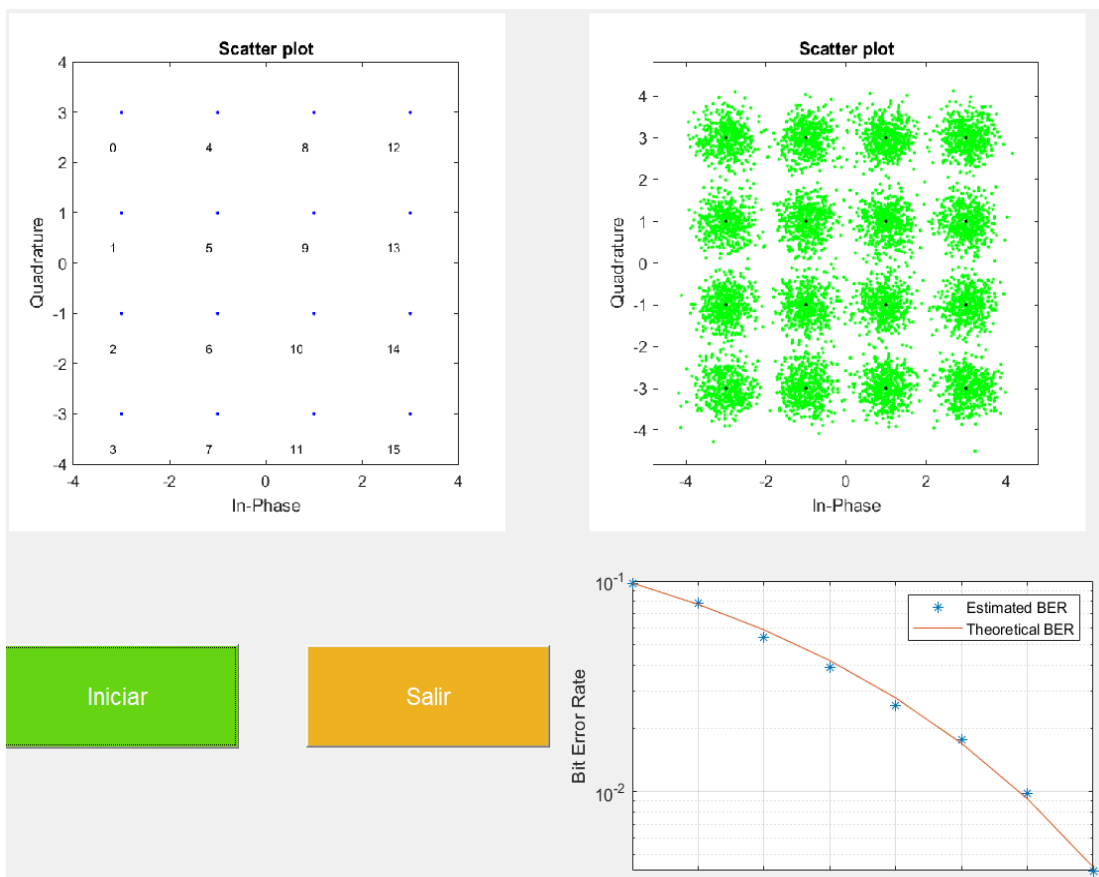 Scatter plot
4
3
2
1
0
-1
-2
-3
-4
Quadrature
0 4 8 12
1 5 9 13
2 6 10 14
3 7 11 15
-4 -2 0 2 4
In-Phase
Scatter plot
4
3
2
1
0
-1
-2
-3
-4
Quadrature
-4 -2 0 2 4
In-Phase
Iniciar
Salir
10-1
10-2
Bit Error Rate
Estimated BER
Theoretical BER